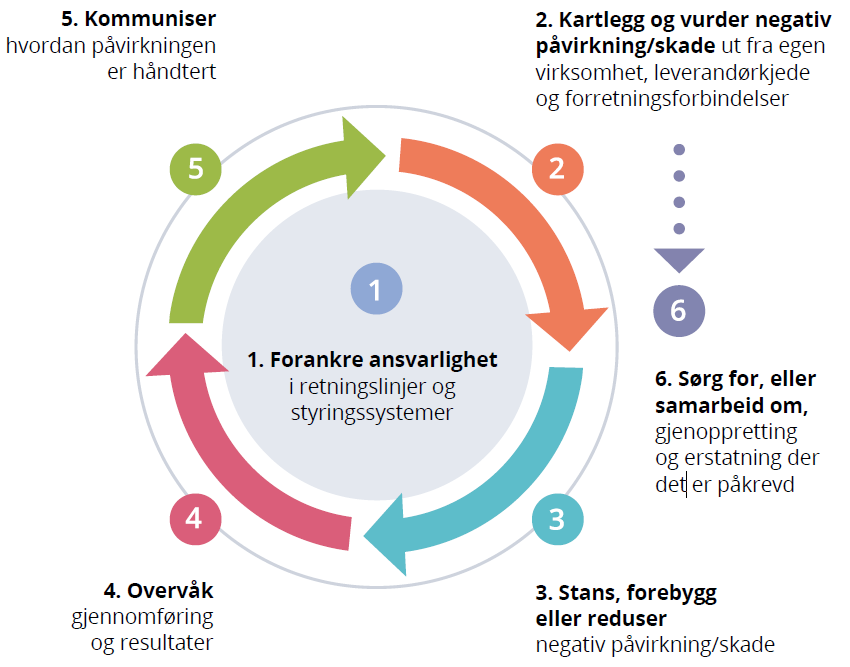 5. Kommuniser
hvordan påvirkningen
er håndtert
2. Kartlegg og vurder negativ
påvirkning/skade ut fra egen
virksomhet, leverandørkjede
og forretningsforbindelser
5
2
1
6
1. Forankre ansvarlighet
i retningslinjer og
styringssystemer
6. Sørg for, eller
samarbeid om,
gjenoppretting
og erstatning der
det er påkrevd
4
3
4. Overvåk
gjennomføring
og resultater
3. Stans, forebygg
eller reduser
negativ påvirkning/skade